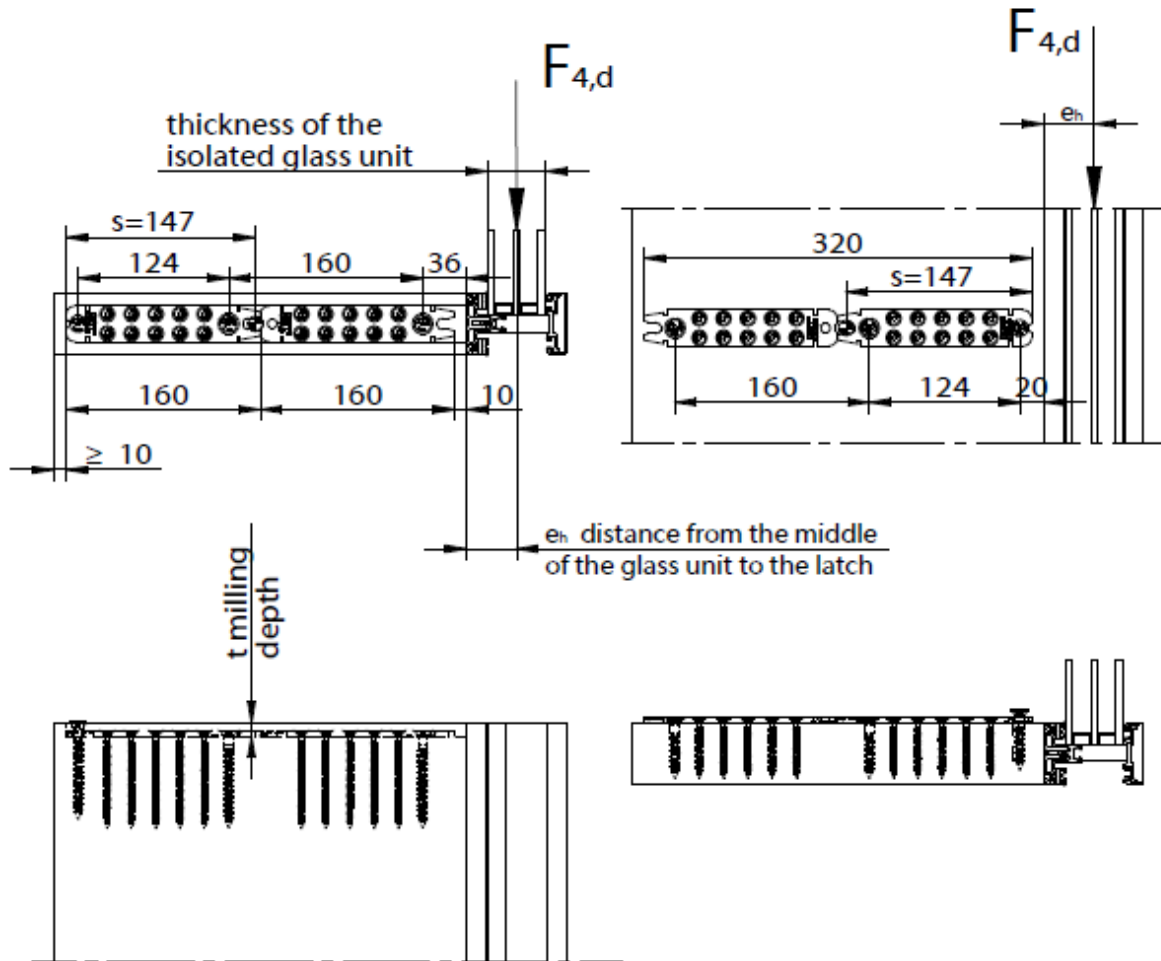 F4,d
thickness of the
isolated glass unit
s=147
124
160
36
160
160
10
≥ 10
F4,d
eh
320
s=147
160
124
20
eh distance from the middle
of the glass unit to the latch
t milling
depth